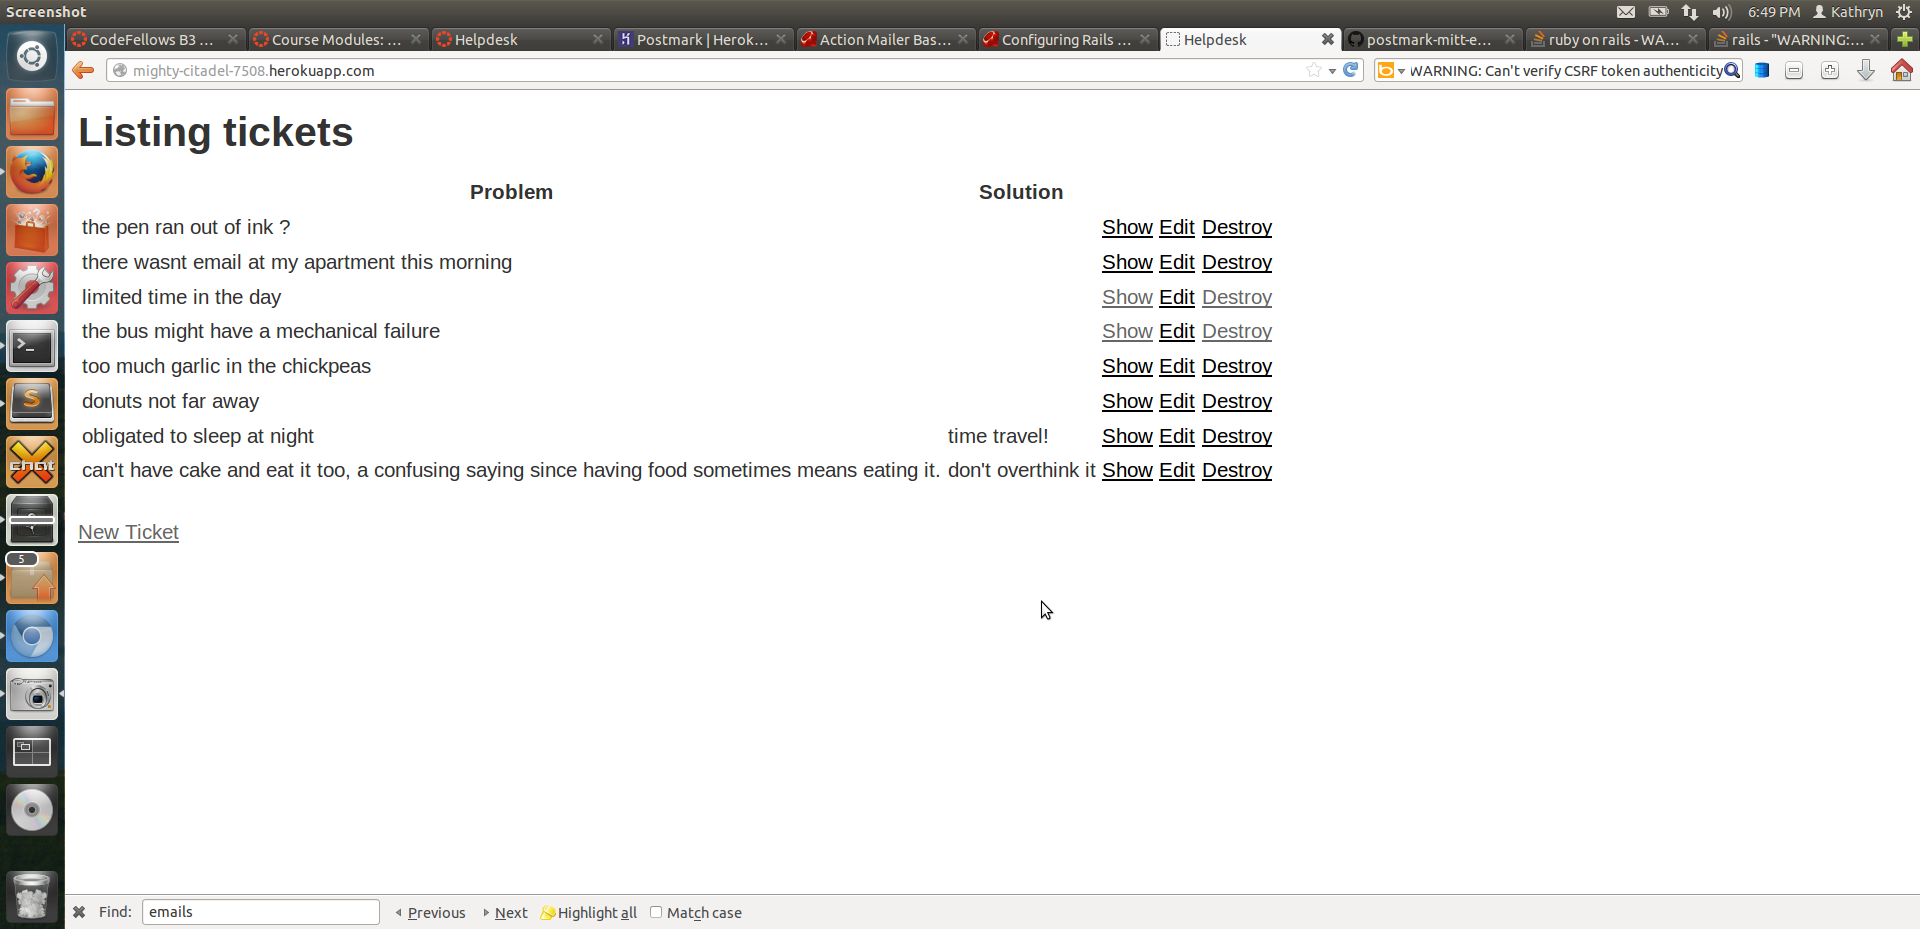 Screenshot
6:49 PM Kathryn
CodeFellows B3 ... Course Modules: ... Helpdesk Postmark | Herok... Action Mailer Bas... Configuring Rails ... Helpdesk postmark-mitt-e... ruby on rails - WA... rails - "WARNING:...
mighty-citadel-7508.herokuapp.com WARNING: Can't verify CSRF token authenticity
Listing tickets
Problem Solution
the pen ran out of ink ? Show Edit Destroy
there wasnt email at my apartment this morning Show Edit Destroy
limited time in the day Show Edit Destroy
the bus might have a mechanical failure Show Edit Destroy
too much garlic in the chickpeas Show Edit Destroy
donuts not far away Show Edit Destroy
obligated to sleep at night time travel! Show Edit Destroy
can't have cake and eat it too, a confusing saying since having food sometimes means eating it. don't overthink it Show Edit Destroy
New Ticket
chat
5
Find: emails Previous Next Highlight all Match case